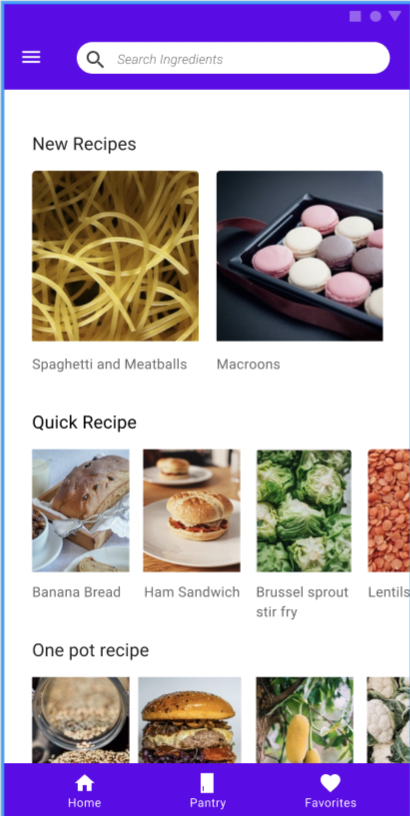 Search Ingredients
New Recipes
Spaghetti and Meatballs
Macroons
Quick Recipe
Banana Bread
Ham Sandwich
Brussel sprout
stir fry
Lentils
One pot recipe
Home
Pantry
Favorites